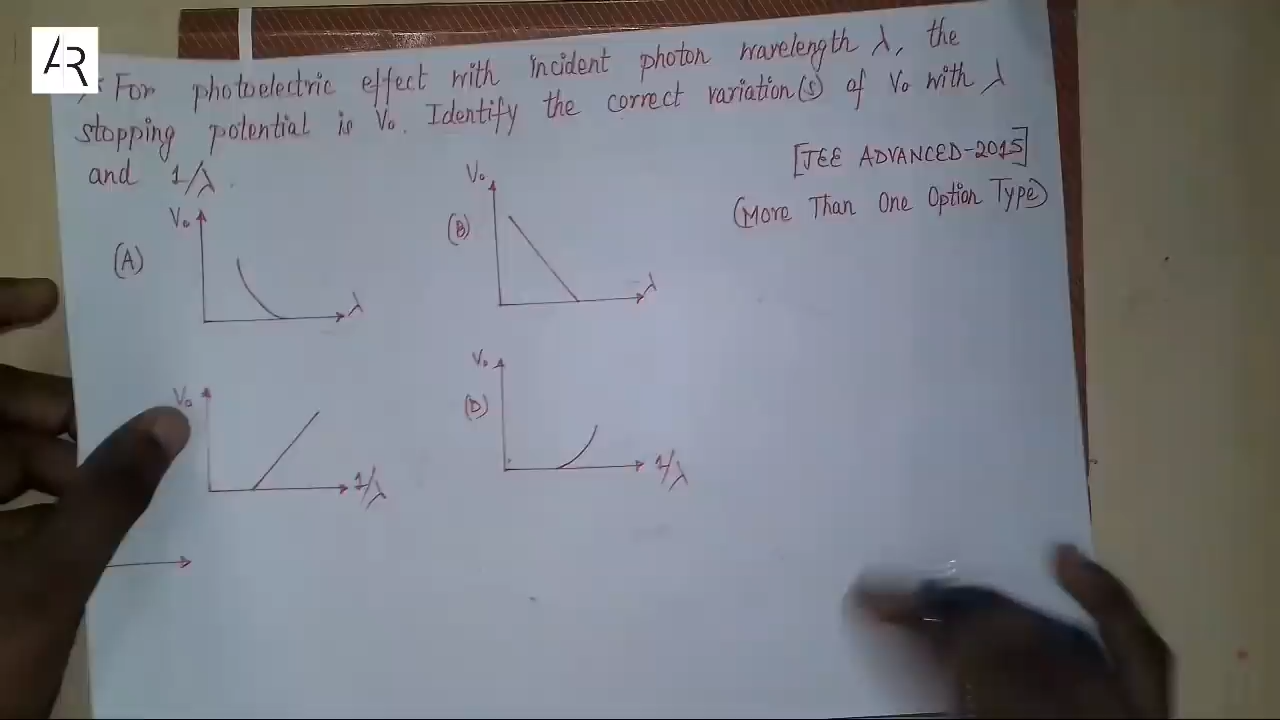 AR
For photoelectric effect with incident photon wavelength λ, the
stopping potential is V₀. Identify the correct variation(s) of V₀ with λ
and 1/λ.
[JEE ADVANCED-2015]
(More Than One Option Type)
V₀
V₀
(A)
(B)
λ
λ
V₀
V₀
(D)
1/λ
1/λ